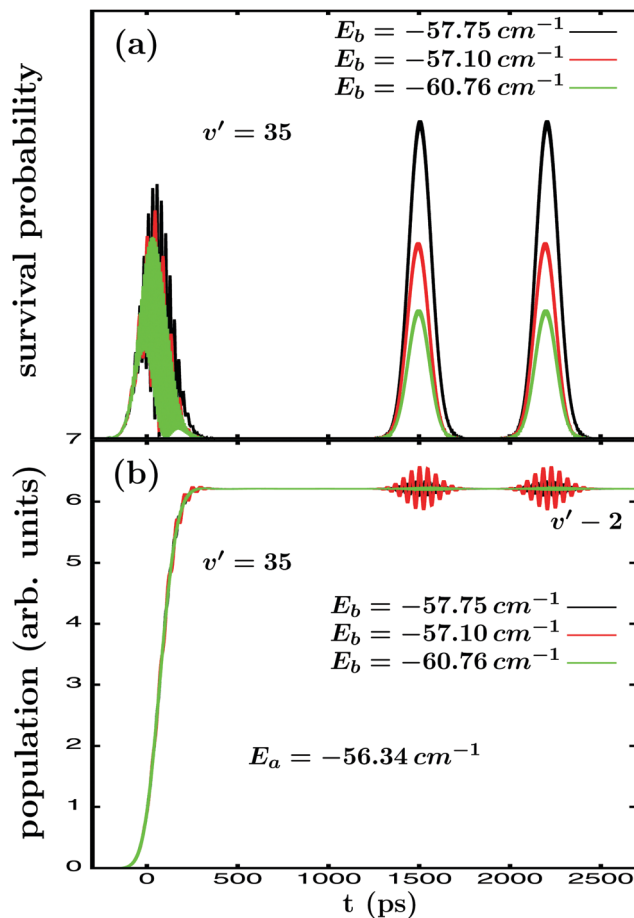 (a)
E_b = −57.75 cm⁻¹
E_b = −57.10 cm⁻¹
E_b = −60.76 cm⁻¹
v′ = 35
survival probability
7
(b)
6
v′ − 2
5
v′ = 35
E_b = −57.75 cm⁻¹
E_b = −57.10 cm⁻¹
E_b = −60.76 cm⁻¹
4
3
2
E_a = −56.34 cm⁻¹
1
0
population (arb. units)
0 500 1000 1500 2000 2500
t (ps)